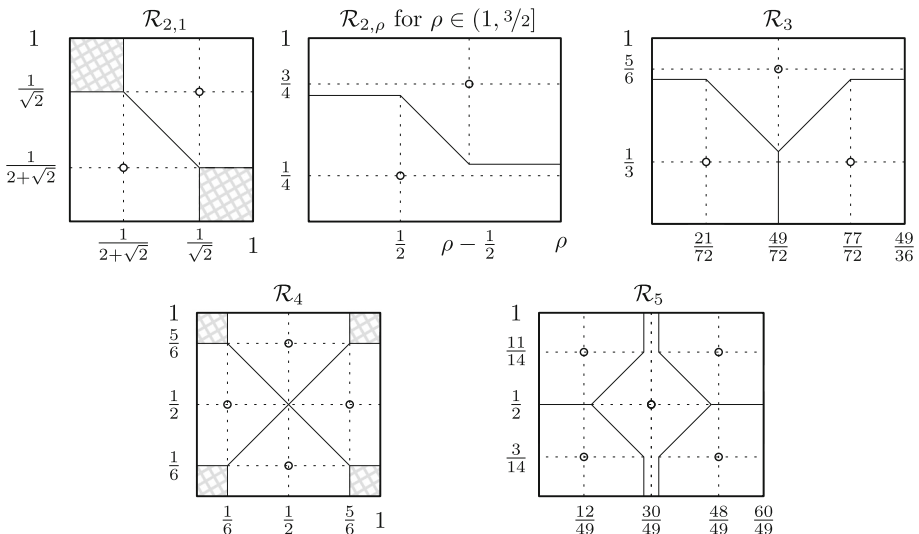 R₂,₁
1
1/√2
1/(2+√2)
1/(2+√2) 1/√2 1
R₂,ρ for ρ ∈ (1, 3/2]
1
3/4
1/4
1/2 ρ − 1/2 ρ
R₃
1
5/6
1/3
21/72 49/72 77/72 49/36
R₄
1
5/6
1/2
1/6
1/6 1/2 5/6 1
R₅
1
11/14
1/2
3/14
12/49 30/49 48/49 60/49